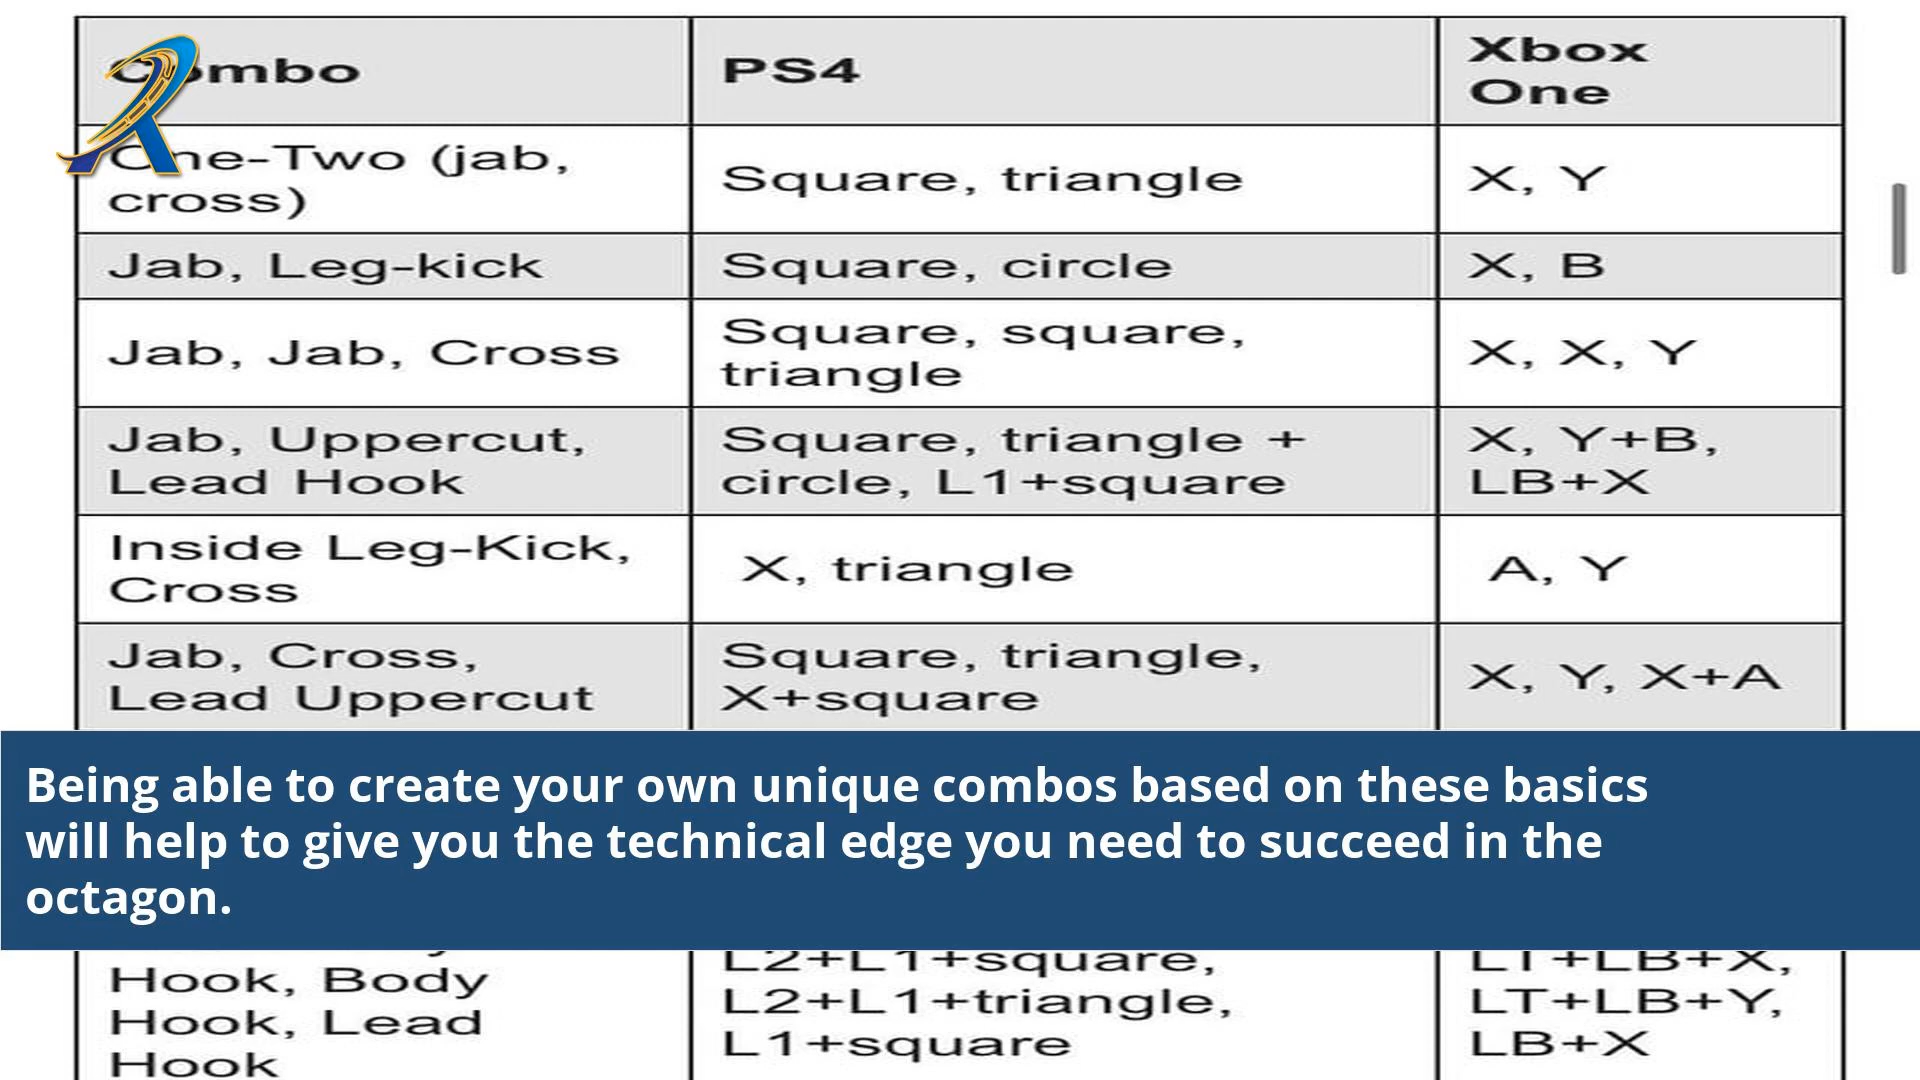 Combo PS4 Xbox
One
One-Two (jab,
cross) Square, triangle X, Y
Jab, Leg-kick Square, circle X, B
Jab, Jab, Cross Square, square,
triangle X, X, Y
Jab, Uppercut,
Lead Hook Square, triangle +
circle, L1+square X, Y+B,
LB+X
Inside Leg-Kick,
Cross X, triangle A, Y
Jab, Cross,
Lead Uppercut Square, triangle,
X+square X, Y, X+A
Being able to create your own unique combos based on these basics
will help to give you the technical edge you need to succeed in the
octagon.
Hook, Body
Hook, Lead
Hook
L2+L1+square,
L2+L1+triangle,
L1+square
LT+LB+X,
LT+LB+Y,
LB+X